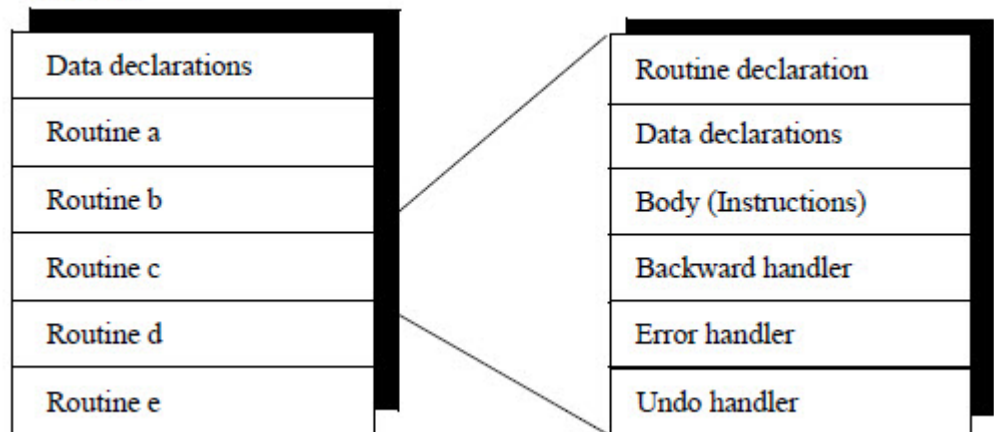 Data declarations
Routine a
Routine b
Routine c
Routine d
Routine e
Routine declaration
Data declarations
Body (Instructions)
Backward handler
Error handler
Undo handler